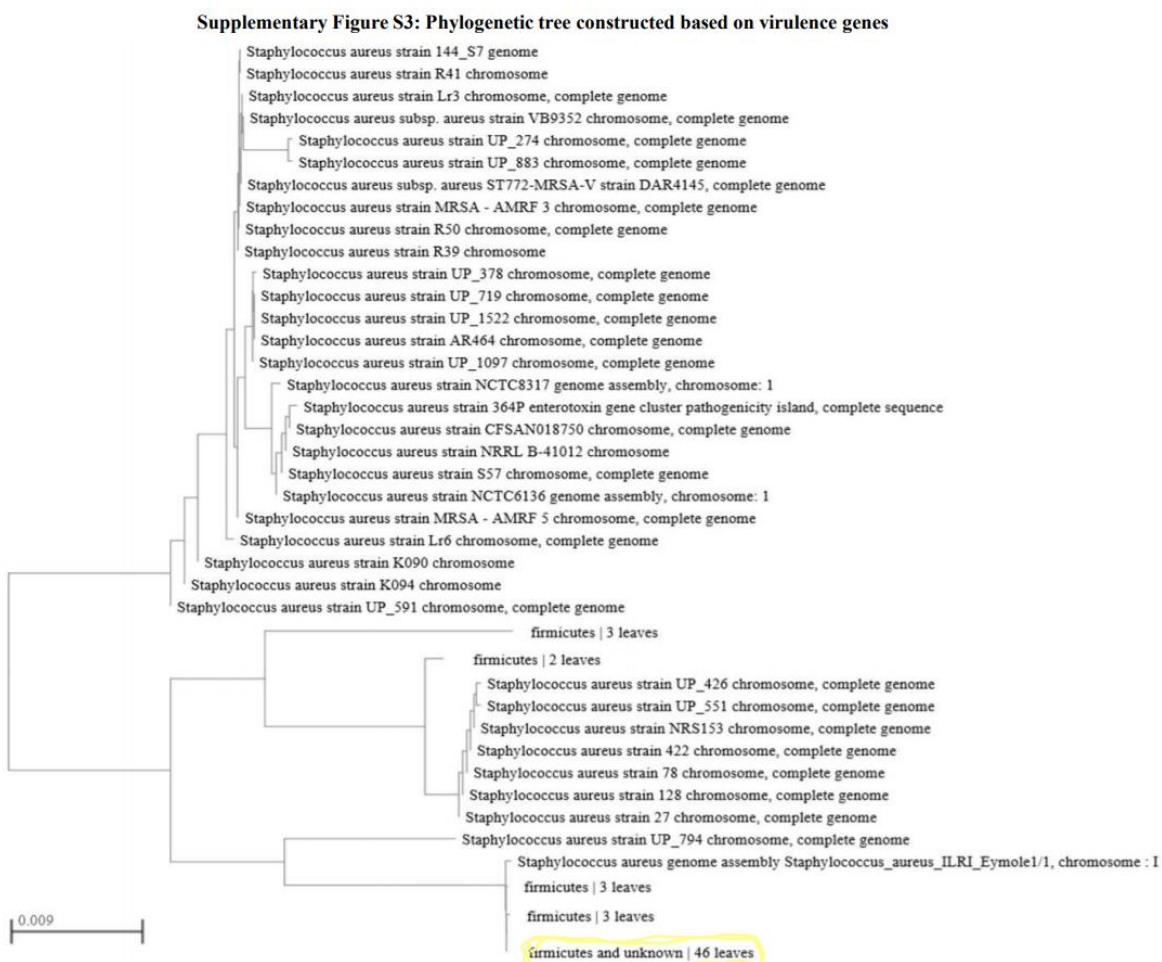 Supplementary Figure S3: Phylogenetic tree constructed based on virulence genes
Staphylococcus aureus strain 144_S7 genome
Staphylococcus aureus strain R41 chromosome
Staphylococcus aureus strain Lr3 chromosome, complete genome
Staphylococcus aureus subsp. aureus strain VB9352 chromosome, complete genome
Staphylococcus aureus strain UP_274 chromosome, complete genome
Staphylococcus aureus strain UP_883 chromosome, complete genome
Staphylococcus aureus subsp. aureus ST772-MRSA-V strain DAR4145, complete genome
Staphylococcus aureus strain MRSA - AMRF 3 chromosome, complete genome
Staphylococcus aureus strain R50 chromosome, complete genome
Staphylococcus aureus strain R39 chromosome
Staphylococcus aureus strain UP_378 chromosome, complete genome
Staphylococcus aureus strain UP_719 chromosome, complete genome
Staphylococcus aureus strain UP_1522 chromosome, complete genome
Staphylococcus aureus strain AR464 chromosome, complete genome
Staphylococcus aureus strain UP_1097 chromosome, complete genome
Staphylococcus aureus strain NCTC8317 genome assembly, chromosome: 1
Staphylococcus aureus strain 364P enterotoxin gene cluster pathogenicity island, complete sequence
Staphylococcus aureus strain CFSAN018750 chromosome, complete genome
Staphylococcus aureus strain NRRL B-41012 chromosome
Staphylococcus aureus strain S57 chromosome, complete genome
Staphylococcus aureus strain NCTC6136 genome assembly, chromosome: 1
Staphylococcus aureus strain MRSA - AMRF 5 chromosome, complete genome
Staphylococcus aureus strain Lr6 chromosome, complete genome
Staphylococcus aureus strain K090 chromosome
Staphylococcus aureus strain K094 chromosome
Staphylococcus aureus strain UP_591 chromosome, complete genome
firmicutes | 3 leaves
firmicutes | 2 leaves
Staphylococcus aureus strain UP_426 chromosome, complete genome
Staphylococcus aureus strain UP_551 chromosome, complete genome
Staphylococcus aureus strain NRS153 chromosome, complete genome
Staphylococcus aureus strain 422 chromosome, complete genome
Staphylococcus aureus strain 78 chromosome, complete genome
Staphylococcus aureus strain 128 chromosome, complete genome
Staphylococcus aureus strain 27 chromosome, complete genome
Staphylococcus aureus strain UP_794 chromosome, complete genome
Staphylococcus aureus genome assembly Staphylococcus_aureus_ILRI_Eymole1/1, chromosome : I
firmicutes | 3 leaves
firmicutes | 3 leaves
0.009
firmicutes and unknown | 46 leaves